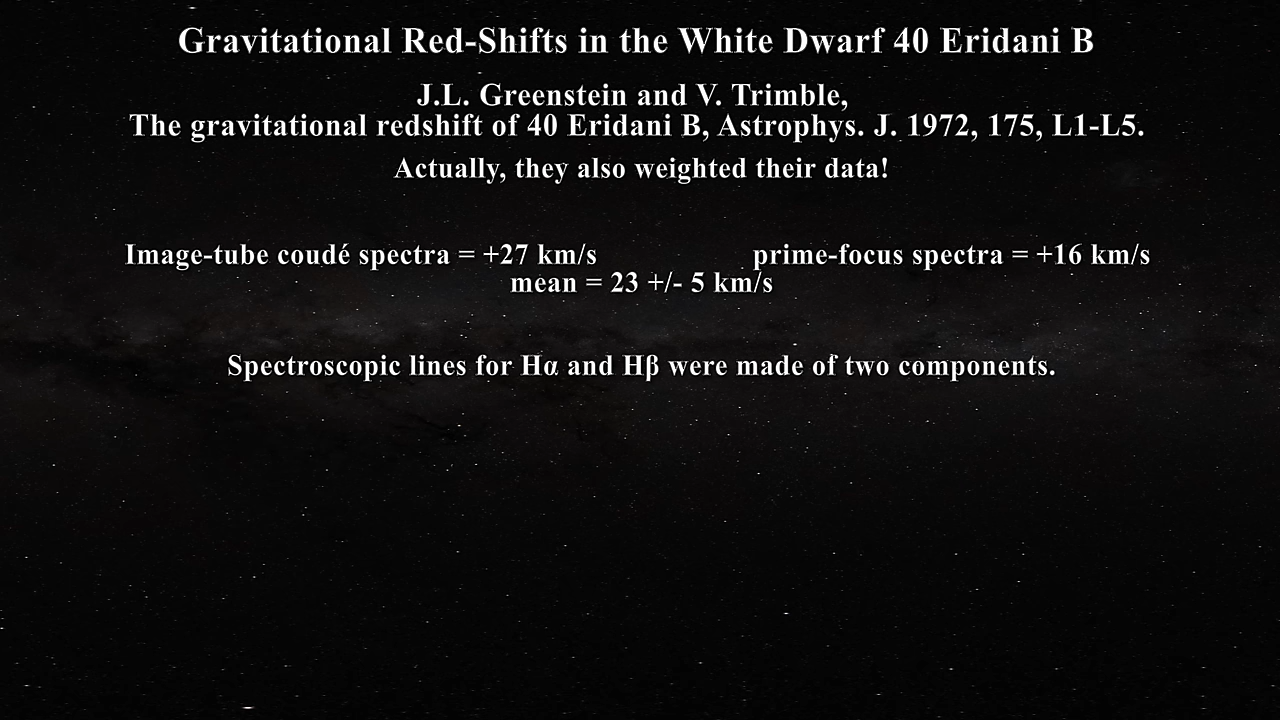 Gravitational Red-Shifts in the White Dwarf 40 Eridani B
J.L. Greenstein and V. Trimble,
The gravitational redshift of 40 Eridani B, Astrophys. J. 1972, 175, L1-L5.
Actually, they also weighted their data!
Image-tube coudé spectra = +27 km/s prime-focus spectra = +16 km/s
mean = 23 +/- 5 km/s
Spectroscopic lines for Hα and Hβ were made of two components.